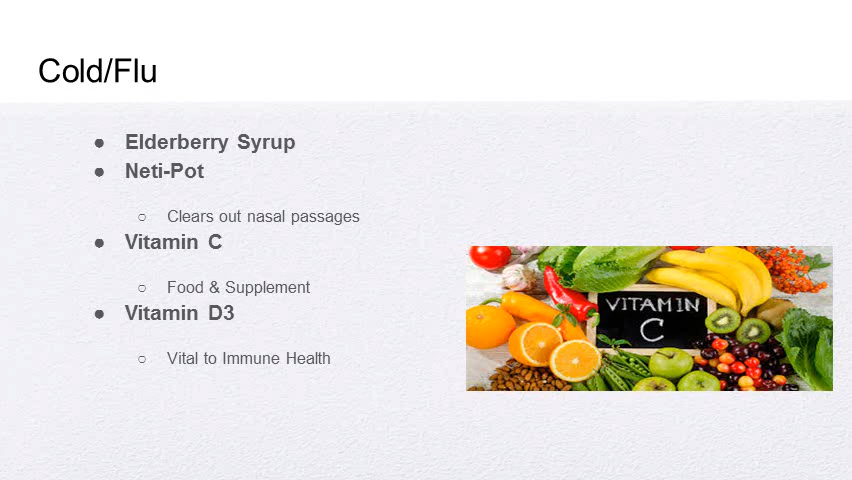 Cold/Flu
● Elderberry Syrup
● Neti-Pot
○ Clears out nasal passages
● Vitamin C
○ Food & Supplement
● Vitamin D3
○ Vital to Immune Health
VITAMIN
C